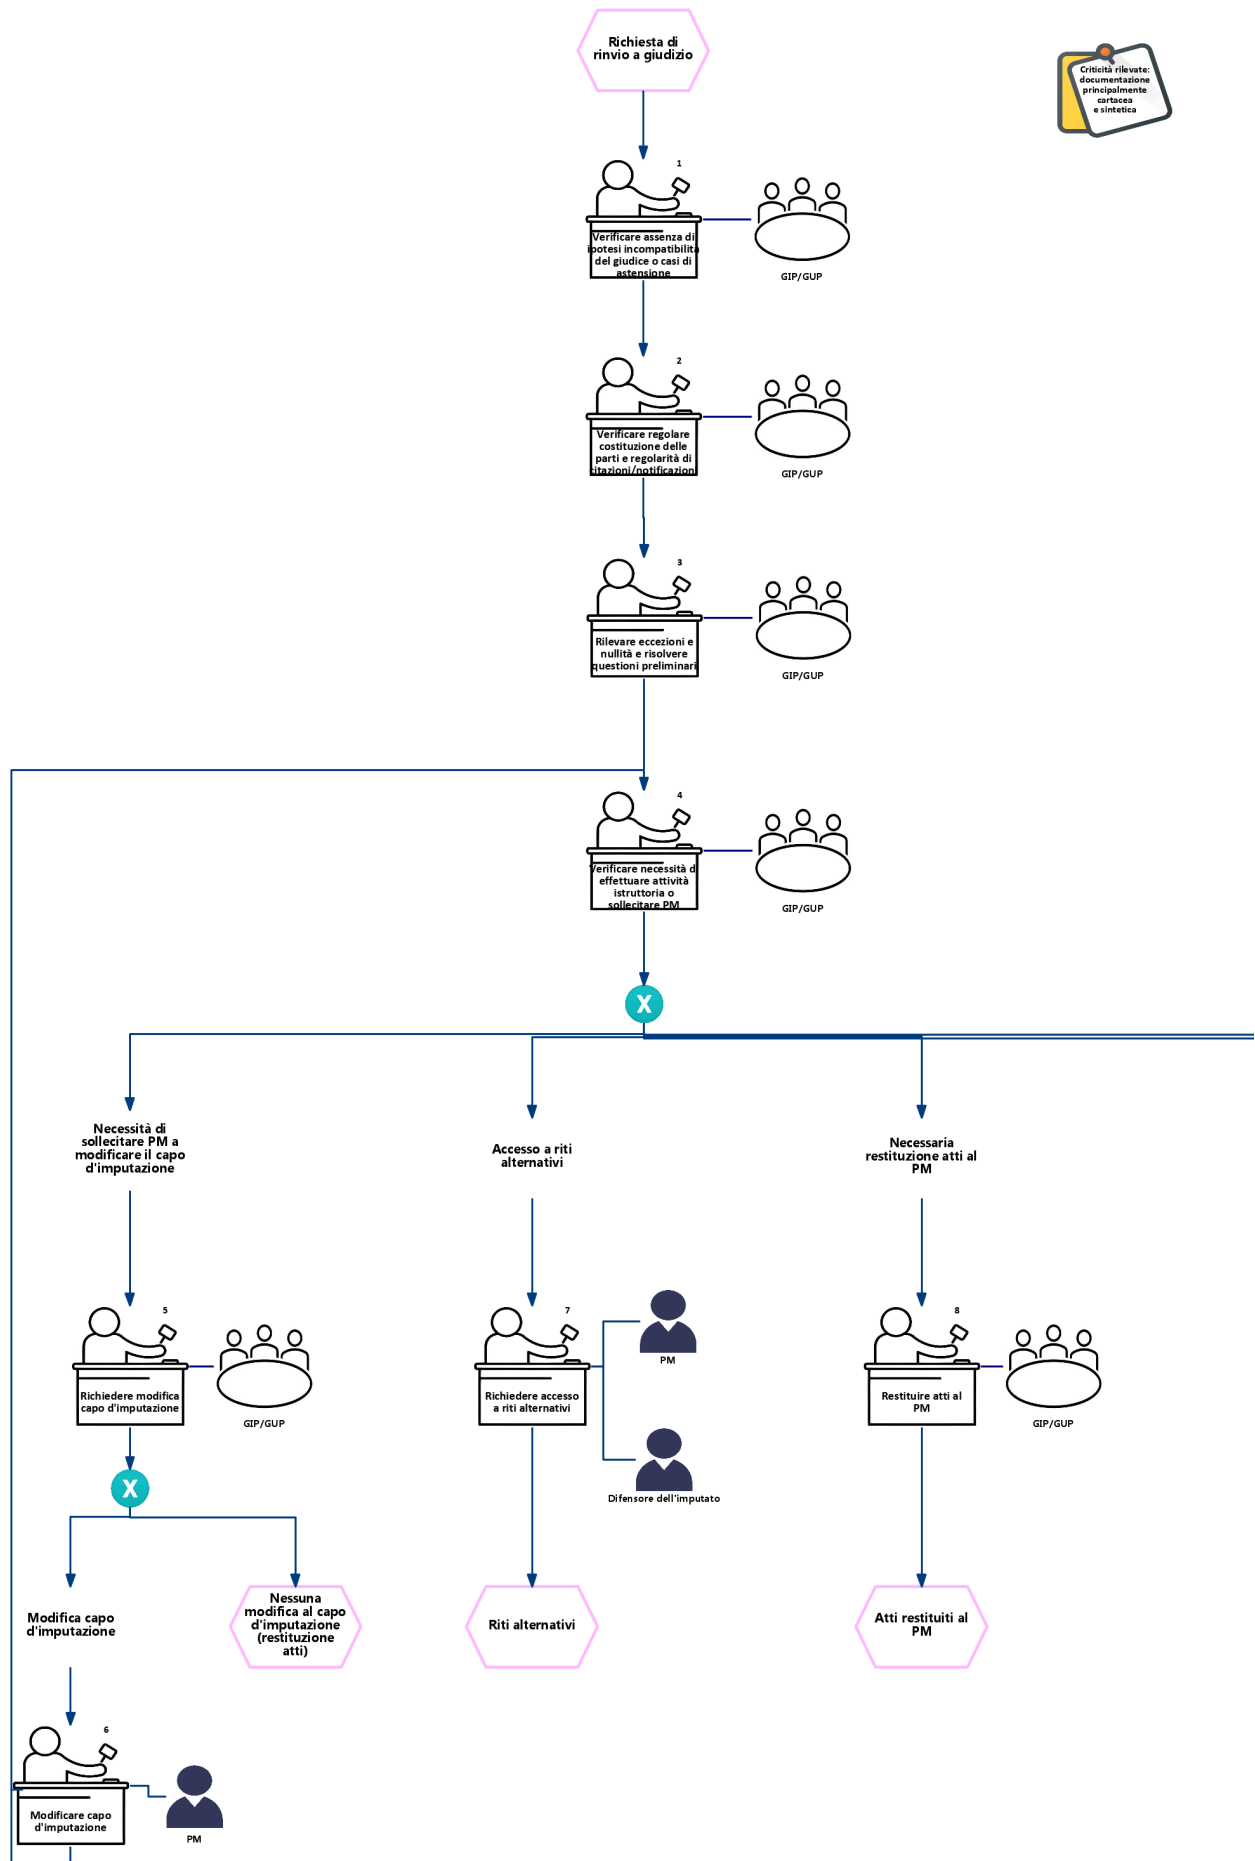 Richiesta di
rinvio a giudizio
Criticità rilevate:
documentazione
principalmente
cartacea
e sintetica
1
Verificare assenza di
ipotesi incompatibilità
del giudice o casi di
astensione
GIP/GUP
2
Verificare regolare
costituzione delle
parti e regolarità di
citazioni/notificazioni
GIP/GUP
3
Rilevare eccezioni e
nullità e risolvere
questioni preliminari
GIP/GUP
4
Verificare necessità di
effettuare attività
istruttoria o
sollecitare PM
GIP/GUP
X
Necessità di
sollecitare PM a
modificare il capo
d'imputazione
Accesso a riti
alternativi
Necessaria
restituzione atti al
PM
5
Richiedere modifica
capo d'imputazione
GIP/GUP
7
Richiedere accesso
a riti alternativi
PM
Difensore dell'imputato
8
Restituire atti al
PM
GIP/GUP
X
Modifica capo
d'imputazione
Nessuna
modifica al capo
d'imputazione
(restituzione
atti)
Riti alternativi
Atti restituiti al
PM
6
Modificare capo
d'imputazione
PM